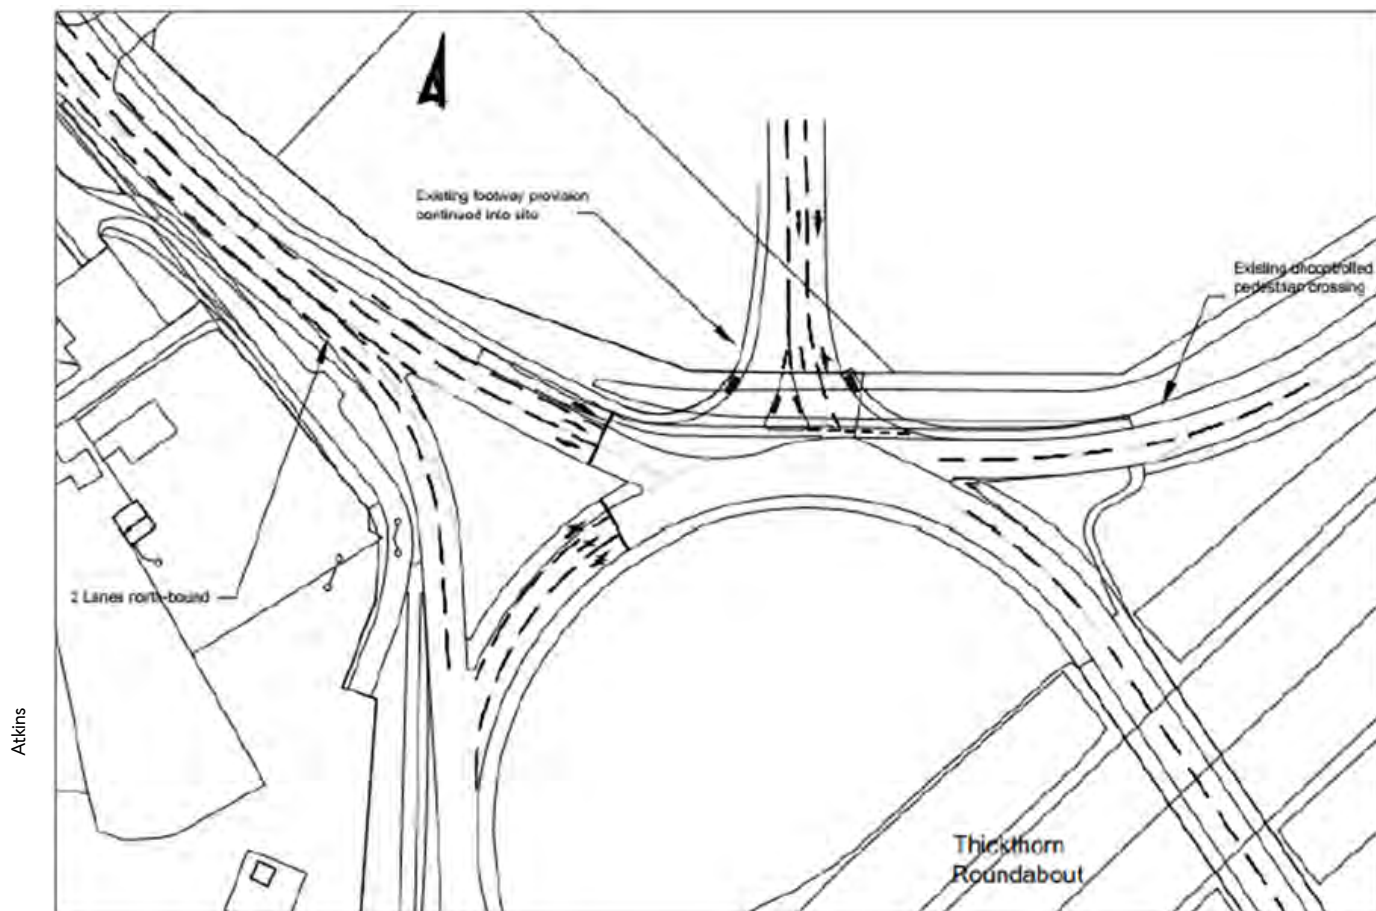 Existing footway provision
continued into site
Existing uncontrolled
pedestrian crossing
2 Lanes north-bound
Atkins
Thickthorn
Roundabout